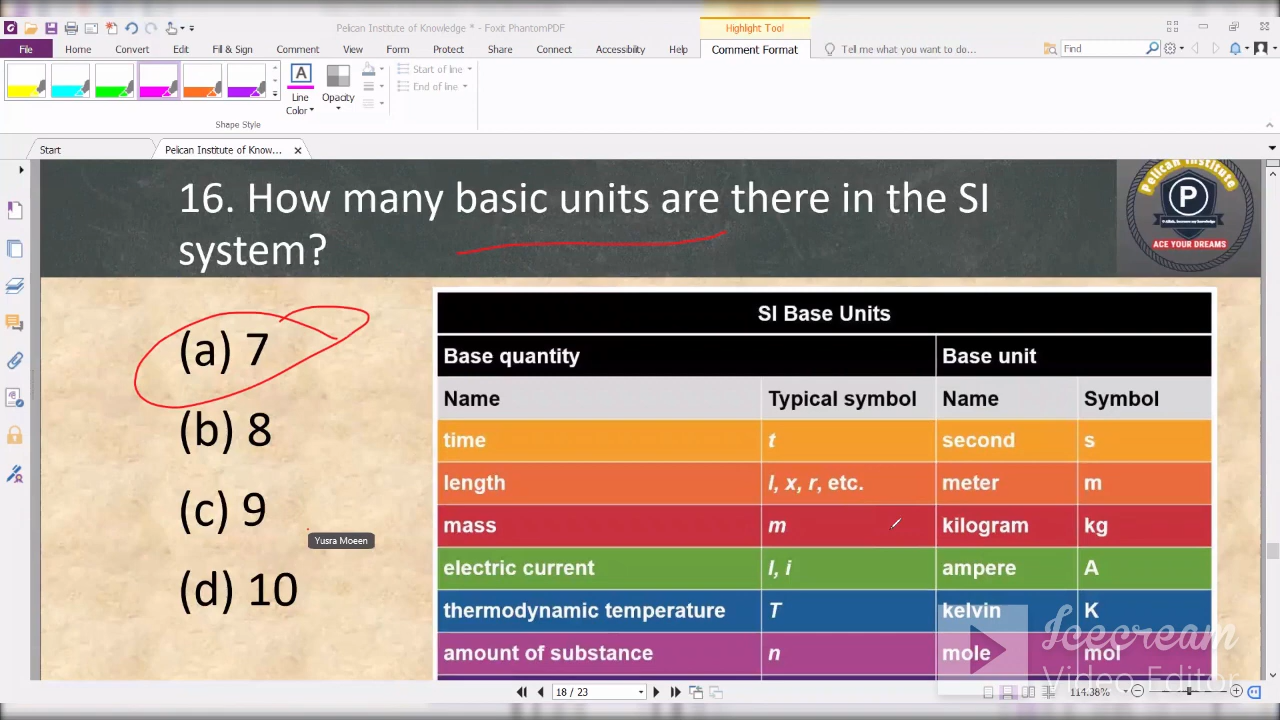 Pelican Institute of Knowledge * - Foxit PhantomPDF
Highlight Tool
File Home Convert Edit Fill & Sign Comment View Form Protect Share Connect Accessibility Help Comment Format Tell me what you want to do... Find
Line Color
Opacity
Start of line
End of line
Shape Style
Start
Pelican Institute of Know...
16. How many basic units are there in the SI
system?
Pelican Institute
P
ACE YOUR DREAMS
(a) 7
(b) 8
(c) 9
(d) 10
Yusra Moeen
SI Base Units
Base quantity Base unit
Name Typical symbol Name Symbol
time t second s
length l, x, r, etc. meter m
mass m kilogram kg
electric current I, i ampere A
thermodynamic temperature T kelvin K
amount of substance n mole mol
Icecream
Video Editor
18 / 23
114.38%